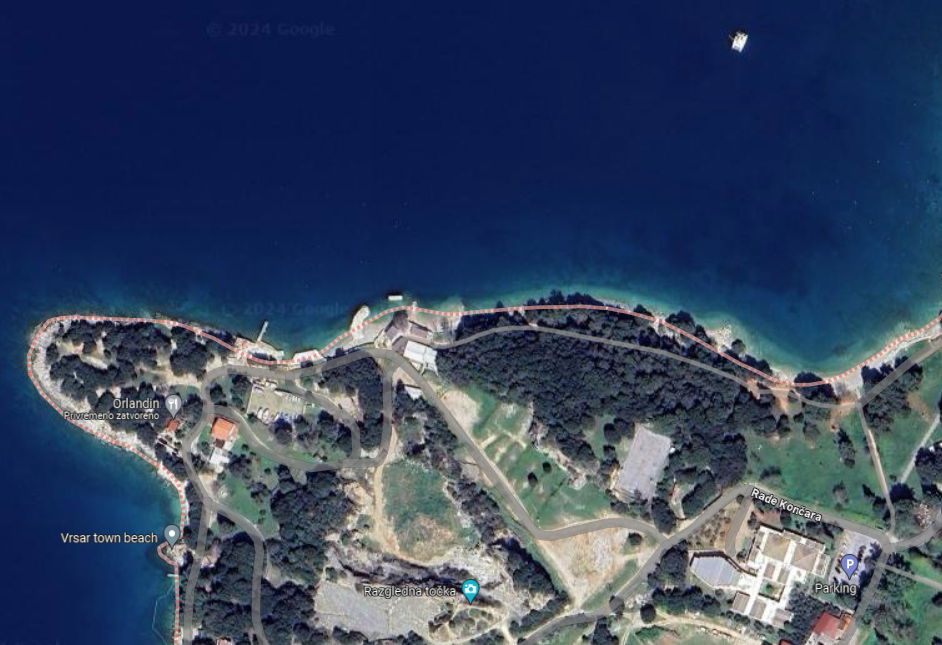 © 2024 Google
© 2024 Google
Orlandin
Privremeno zatvoreno
Rade Končara
Vrsar town beach
P
Parking
Razgledna točka